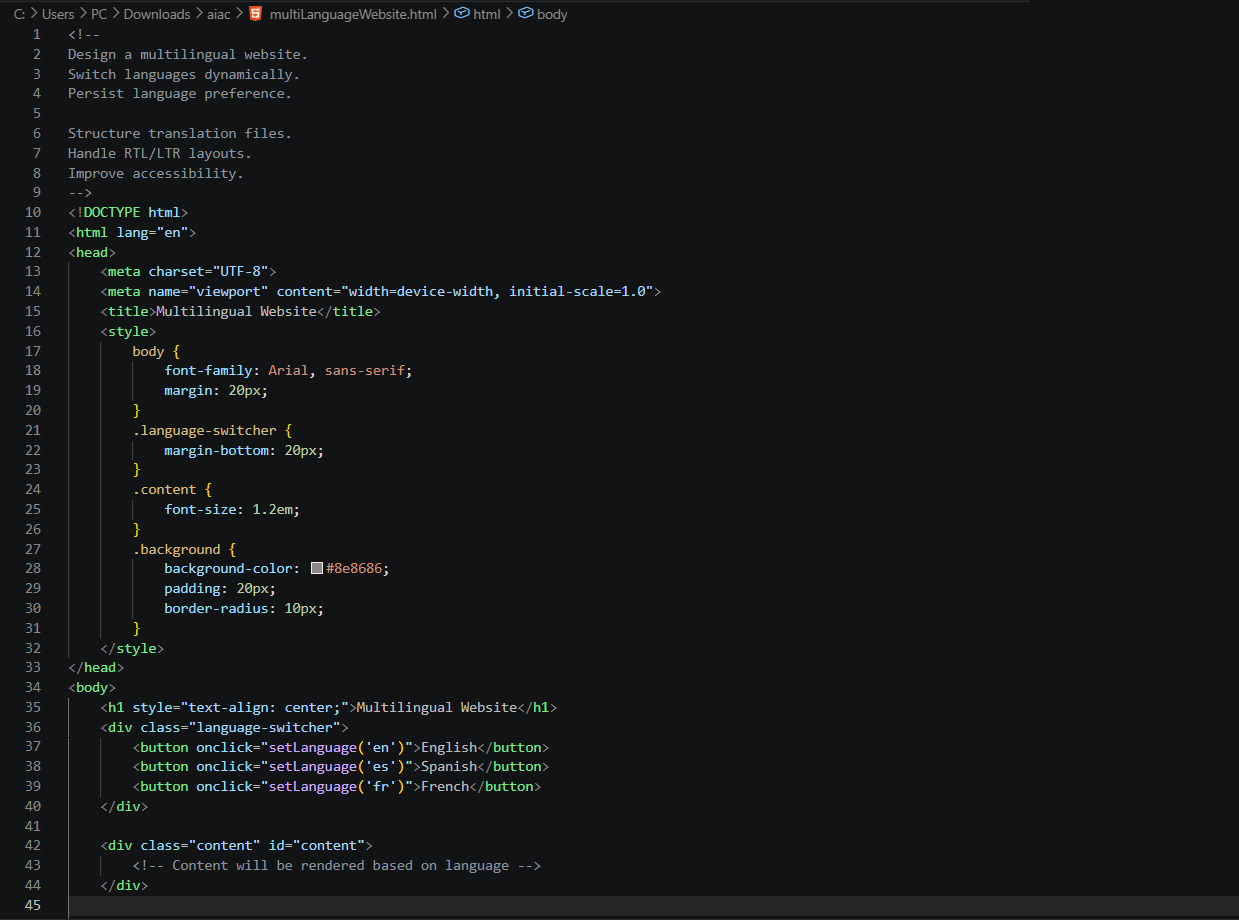 C: > Users > PC > Downloads > aiac > multiLanguageWebsite.html > html > body
1 <!--
2 Design a multilingual website.
3 Switch languages dynamically.
4 Persist language preference.
5
6 Structure translation files.
7 Handle RTL/LTR layouts.
8 Improve accessibility.
9 -->
10 <!DOCTYPE html>
11 <html lang="en">
12 <head>
13     <meta charset="UTF-8">
14     <meta name="viewport" content="width=device-width, initial-scale=1.0">
15     <title>Multilingual Website</title>
16     <style>
17         body {
18             font-family: Arial, sans-serif;
19             margin: 20px;
20         }
21         .language-switcher {
22             margin-bottom: 20px;
23         }
24         .content {
25             font-size: 1.2em;
26         }
27         .background {
28             background-color: #8e8686;
29             padding: 20px;
30             border-radius: 10px;
31         }
32     </style>
33 </head>
34 <body>
35     <h1 style="text-align: center;">Multilingual Website</h1>
36     <div class="language-switcher">
37         <button onclick="setLanguage('en')">English</button>
38         <button onclick="setLanguage('es')">Spanish</button>
39         <button onclick="setLanguage('fr')">French</button>
40     </div>
41
42     <div class="content" id="content">
43         <!-- Content will be rendered based on language -->
44     </div>
45